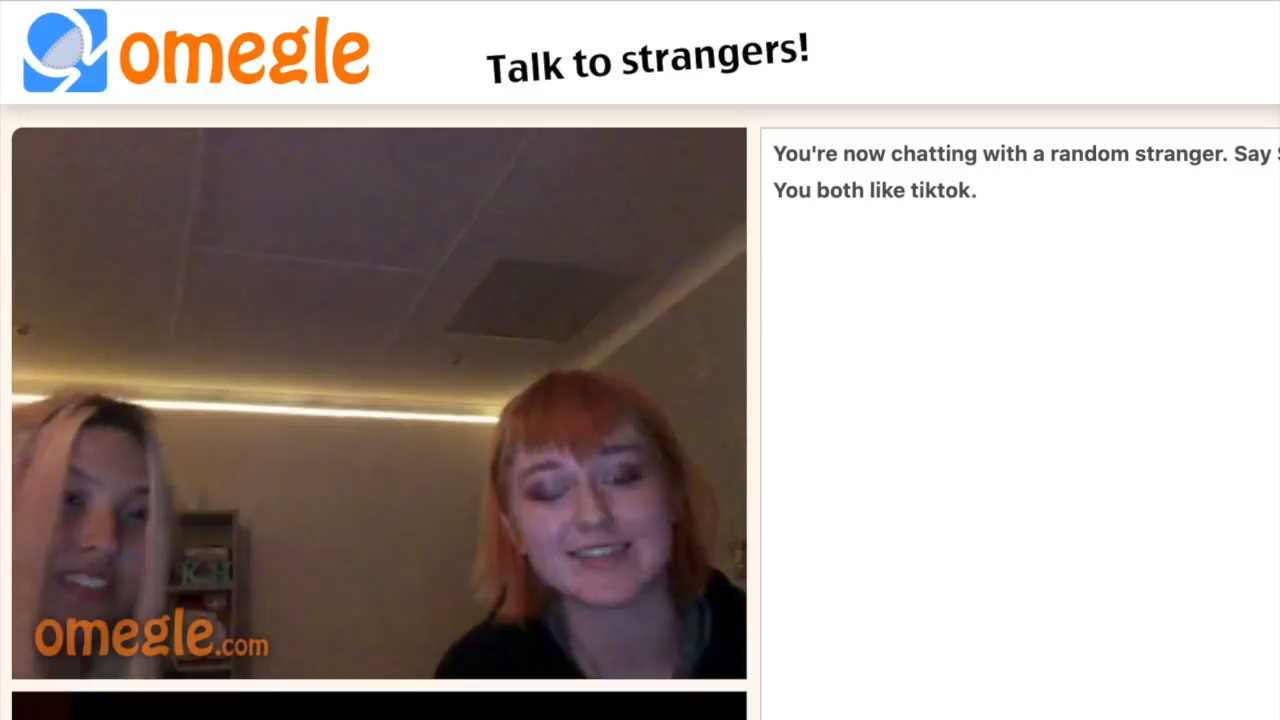 omegle
Talk to strangers!
You're now chatting with a random stranger. Say
You both like tiktok.
K H
omegle.com